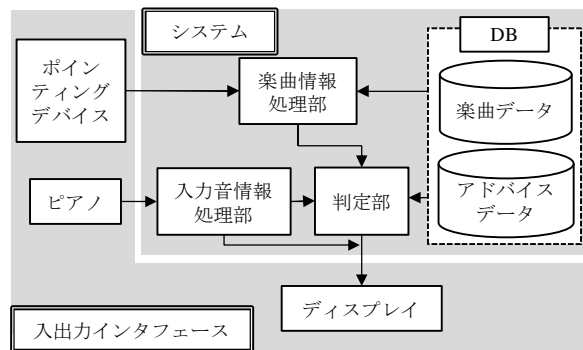 システム
DB
ポイン
ティング
デバイス
楽曲情報
処理部
楽曲データ
ピアノ
入力音情報
処理部
判定部
アドバイス
データ
ディスプレイ
入出力インタフェース